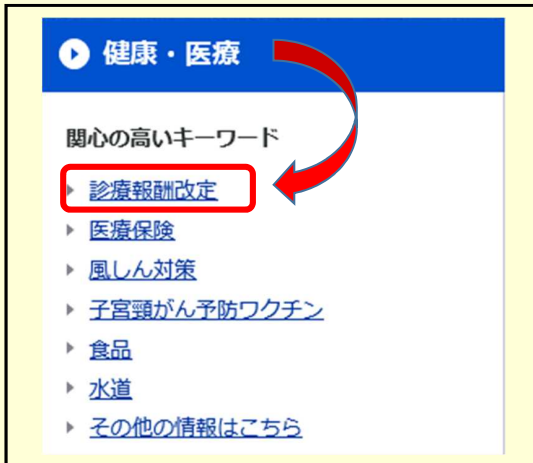 健康・医療
関心の高いキーワード
診療報酬改定
医療保険
風しん対策
子宮頸がん予防ワクチン
食品
水道
その他の情報はこちら